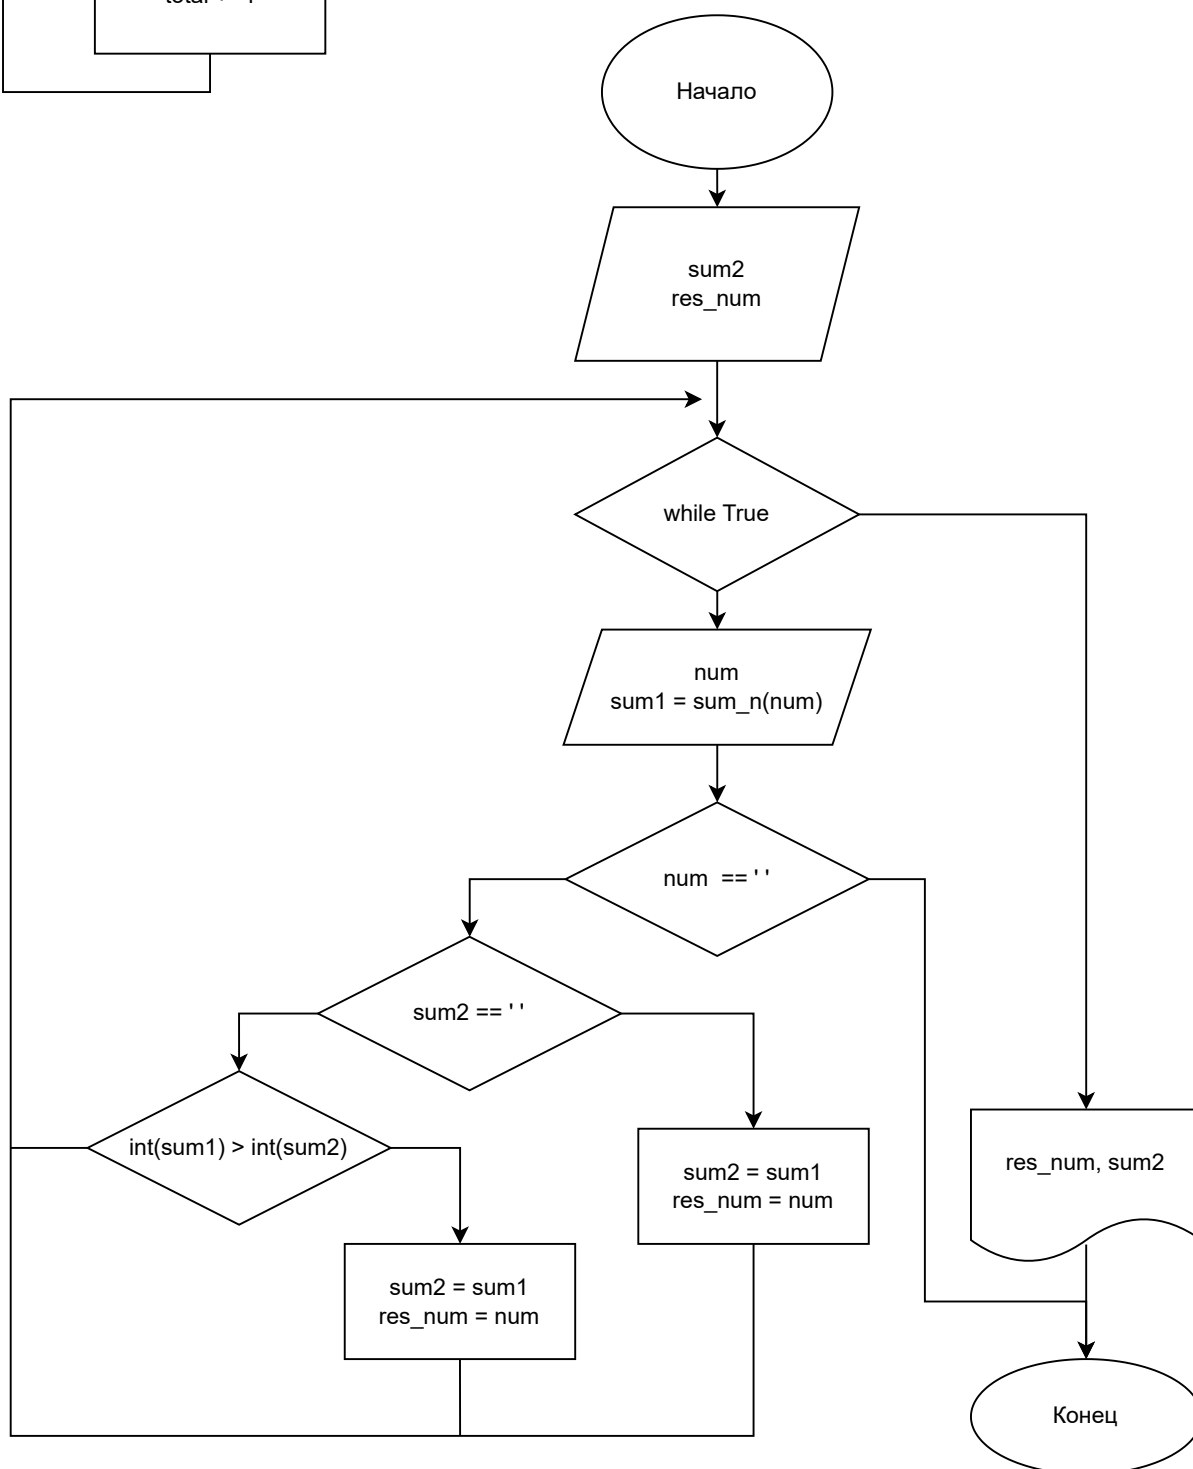 Начало
sum2
res_num
while True
num
sum1 = sum_n(num)
num == ' '
sum2 == ' '
int(sum1) > int(sum2)
sum2 = sum1
res_num = num
res_num, sum2
sum2 = sum1
res_num = num
Конец